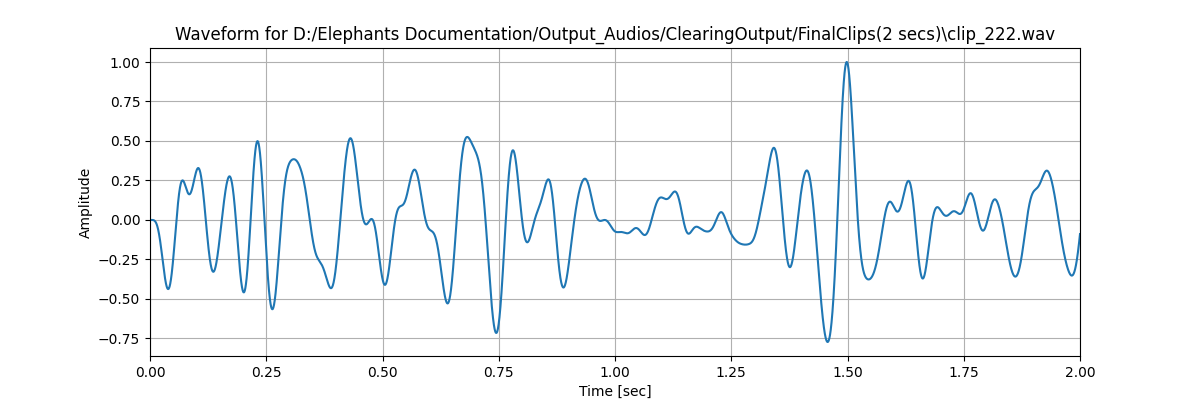 Waveform for D:/Elephants Documentation/Output_Audios/ClearingOutput/FinalClips(2 secs)\clip_222.wav
1.00
0.75
0.50
0.25
0.00
−0.25
−0.50
−0.75
Amplitude
0.00 0.25 0.50 0.75 1.00 1.25 1.50 1.75 2.00
Time [sec]